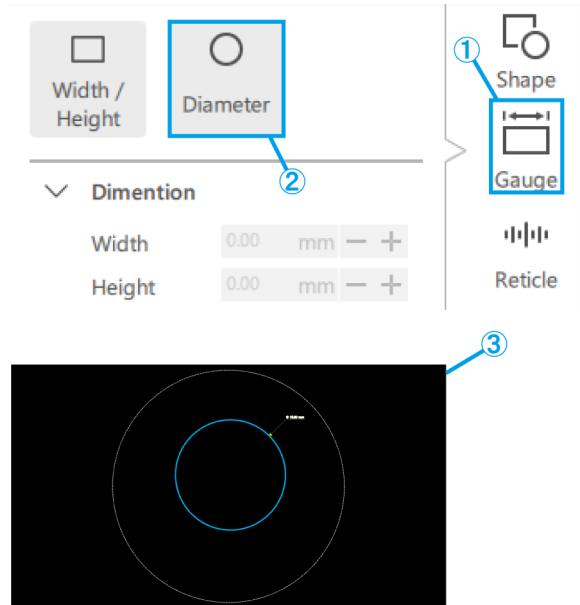 Width /
Height
Diameter
②
Dimention
Width
0.00
mm
Height
0.00
mm
①
Shape
Gauge
Reticle
③